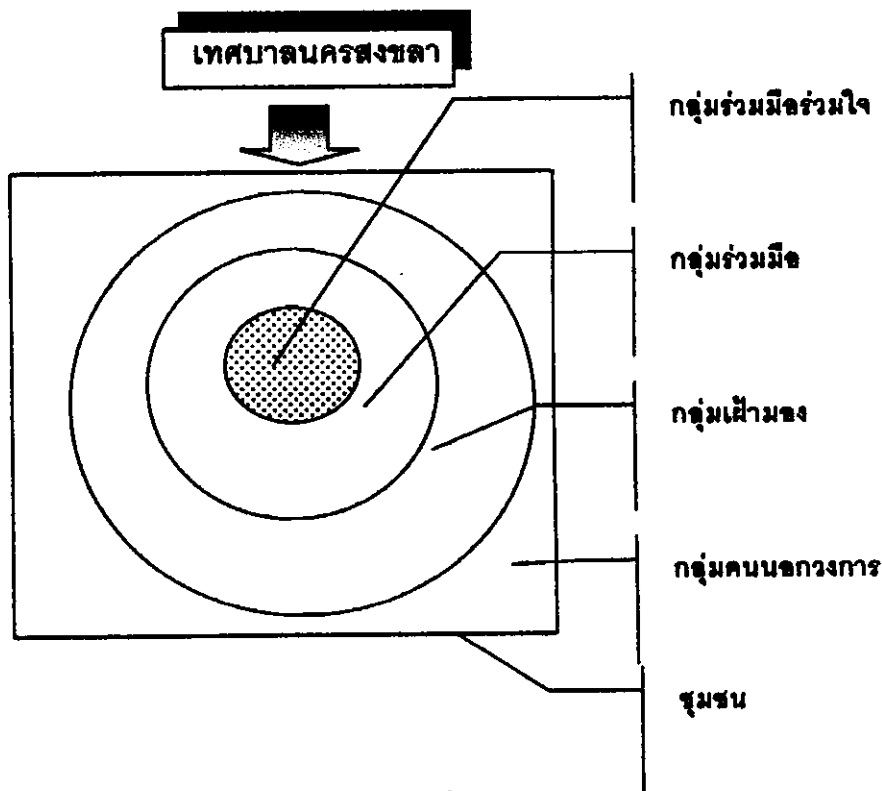 เทศบาลนครสงขลา
กลุ่มร่วมมือร่วมใจ
กลุ่มร่วมมือ
กลุ่มเฝ้ามอง
กลุ่มคนนอกวงการ
ชุมชน